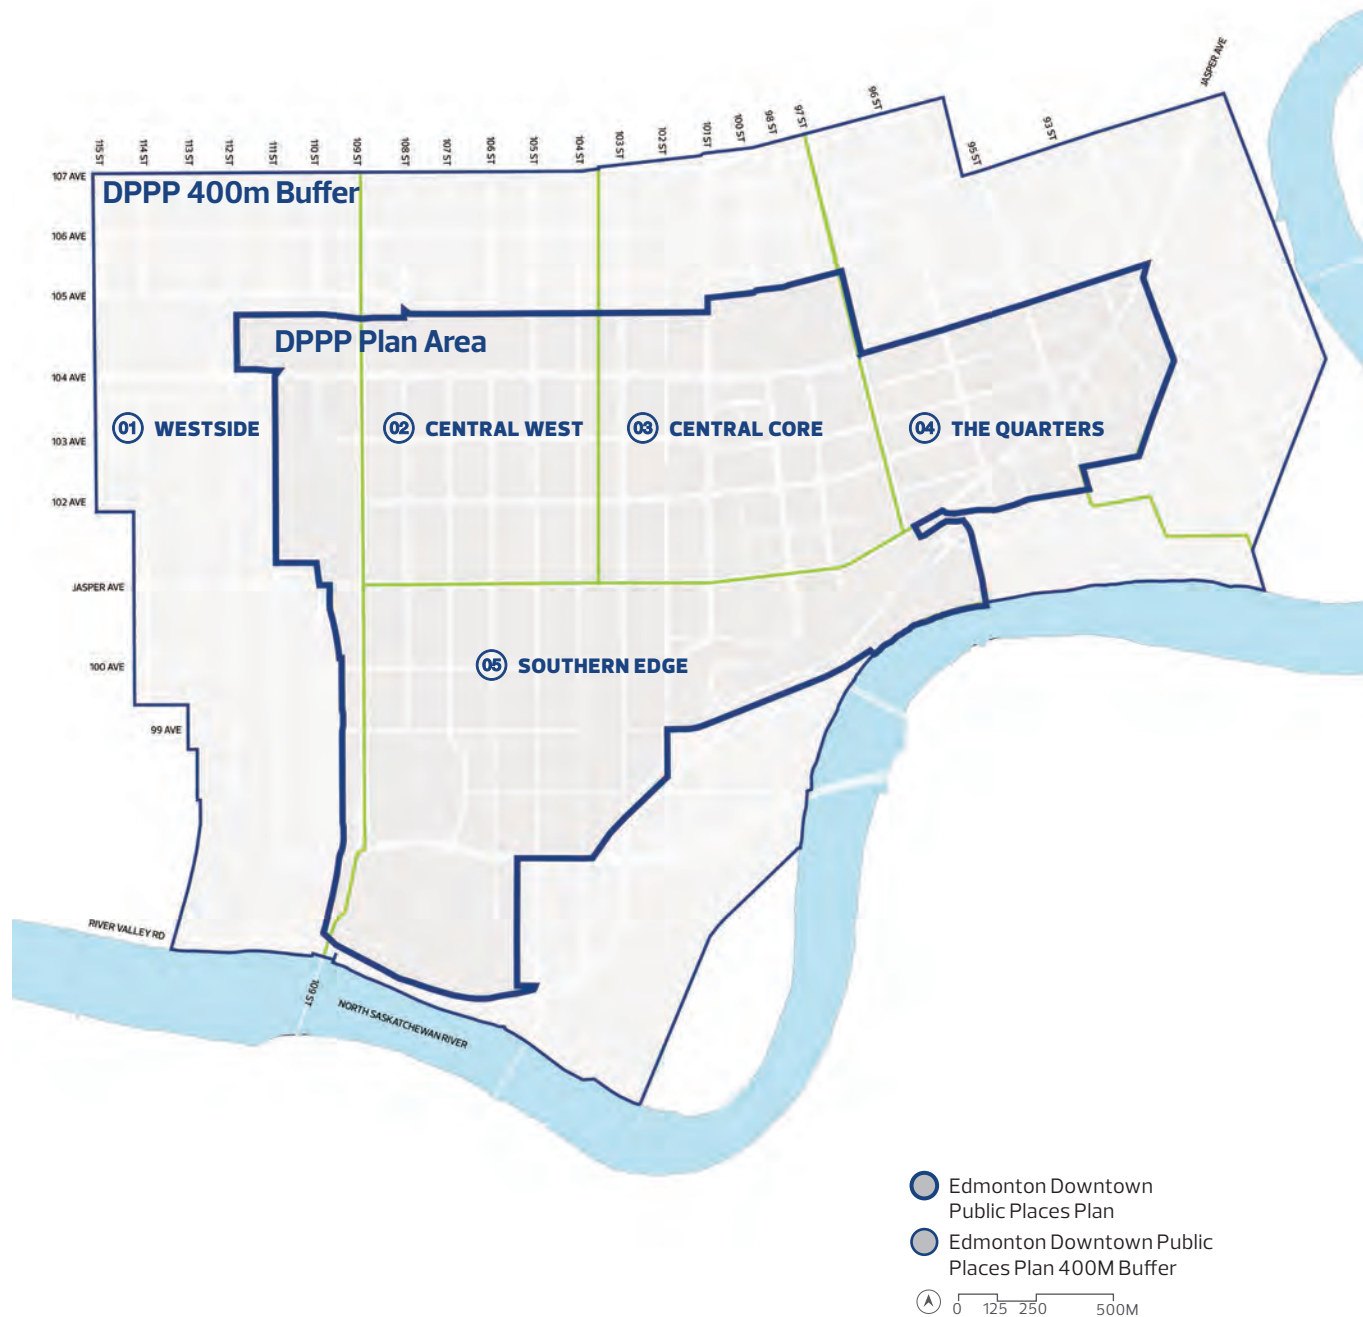 JASPER AVE
96 ST
97 ST
98 ST
100 ST
101 ST
102 ST
103 ST
104 ST
105 ST
106 ST
107 ST
108 ST
109 ST
110 ST
111 ST
112 ST
113 ST
114 ST
115 ST
95 ST
93 ST
107 AVE
DPPP 400m Buffer
106 AVE
105 AVE
DPPP Plan Area
104 AVE
01 WESTSIDE
02 CENTRAL WEST
03 CENTRAL CORE
04 THE QUARTERS
103 AVE
102 AVE
JASPER AVE
100 AVE
05 SOUTHERN EDGE
99 AVE
RIVER VALLEY RD
109 ST
NORTH SASKATCHEWAN RIVER
Edmonton Downtown
Public Places Plan
Edmonton Downtown Public
Places Plan 400M Buffer
0 125 250 500M